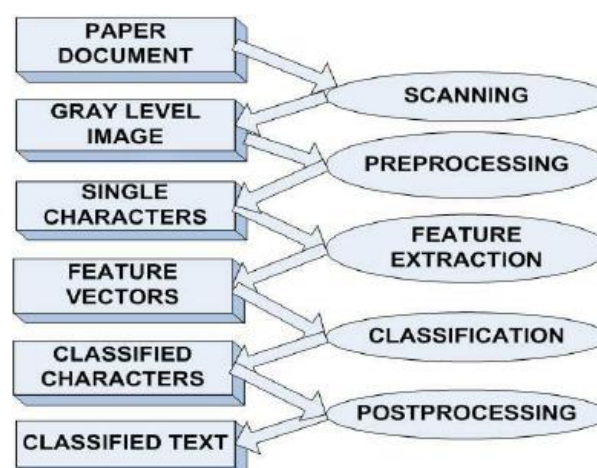 PAPER
DOCUMENT
SCANNING
GRAY LEVEL
IMAGE
PREPROCESSING
SINGLE
CHARACTERS
FEATURE
EXTRACTION
FEATURE
VECTORS
CLASSIFICATION
CLASSIFIED
CHARACTERS
POSTPROCESSING
CLASSIFIED TEXT